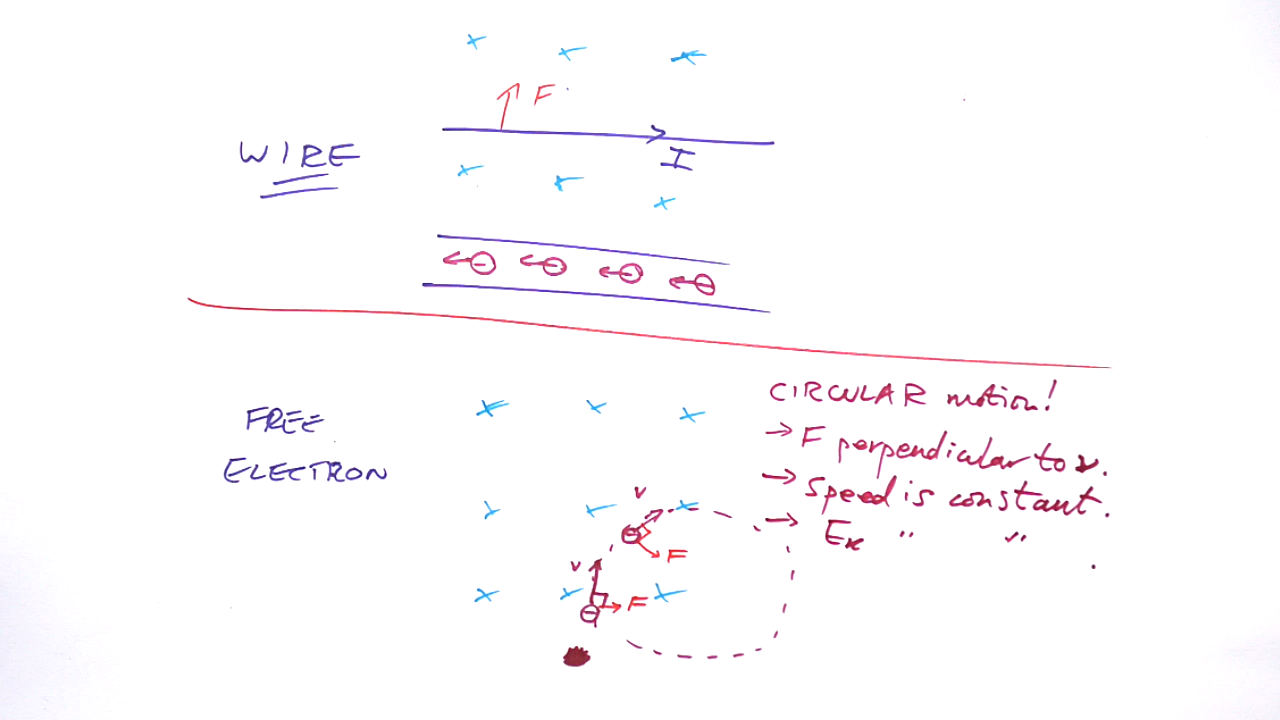 F
WIRE
I
FREE
ELECTRON
CIRCULAR motion!
→ F perpendicular to v.
→ Speed is constant.
→ Ek " "
v
F
v
F